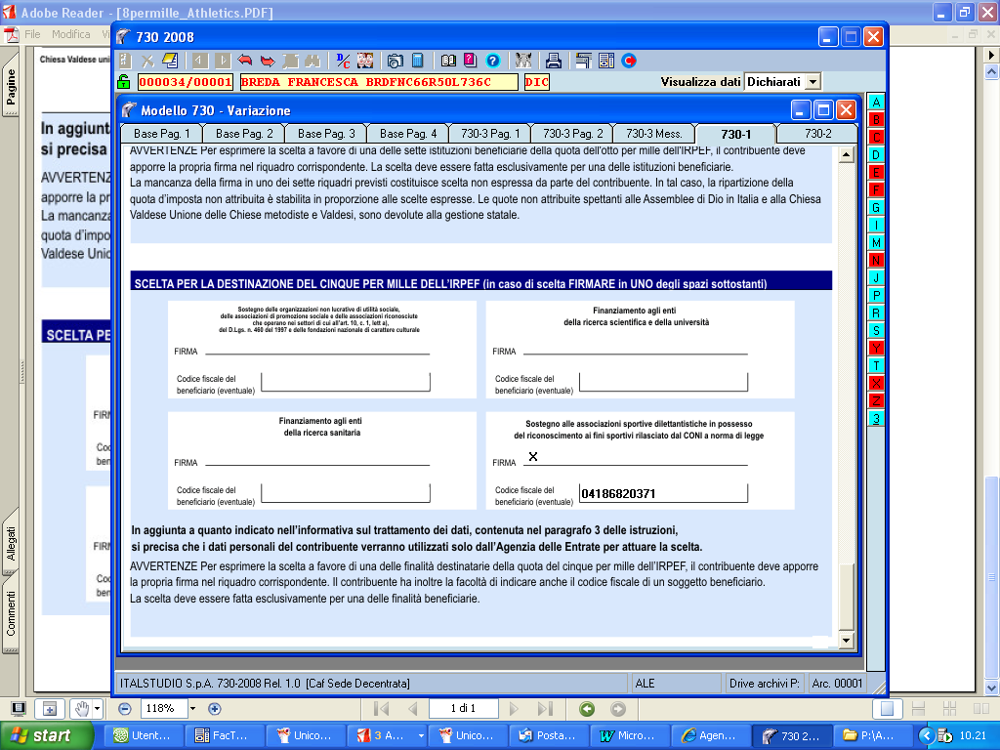 Adobe Reader - [8permille_Athletics.PDF]
File Modifica
730 2008
000034/00001 BREDA FRANCESCA BRDFNC66R50L736C DIC
Visualizza dati Dichiarati
Modello 730 - Variazione
Base Pag. 1 Base Pag. 2 Base Pag. 3 Base Pag. 4 730-3 Pag. 1 730-3 Pag. 2 730-3 Mess. 730-1 730-2
AVVERTENZE Per esprimere la scelta a favore di una delle sette istituzioni beneficiarie della quota dell'otto per mille dell'IRPEF, il contribuente deve
apporre la propria firma nel riquadro corrispondente. La scelta deve essere fatta esclusivamente per una delle istituzioni beneficiarie.
La mancanza della firma in uno dei sette riquadri previsti costituisce scelta non espressa da parte del contribuente. In tal caso, la ripartizione della
quota d'imposta non attribuita è stabilita in proporzione alle scelte espresse. Le quote non attribuite spettanti alle Assemblee di Dio in Italia e alla Chiesa
Valdese Unione delle Chiese metodiste e Valdesi, sono devolute alla gestione statale.
SCELTA PER LA DESTINAZIONE DEL CINQUE PER MILLE DELL'IRPEF (in caso di scelta FIRMARE in UNO degli spazi sottostanti)
Sostegno delle organizzazioni non lucrative di utilità sociale,
delle associazioni di promozione sociale e delle associazioni riconosciute
che operano nei settori di cui all'art. 10, c. 1, lett a),
del D.Lgs. n. 460 del 1997 e delle fondazioni nazionale di carattere culturale
FIRMA
Codice fiscale del
beneficiario (eventuale)
Finanziamento agli enti
della ricerca scientifica e della università
FIRMA
Codice fiscale del
beneficiario (eventuale)
Finanziamento agli enti
della ricerca sanitaria
FIRMA
Codice fiscale del
beneficiario (eventuale)
Sostegno alle associazioni sportive dilettantistiche in possesso
del riconoscimento ai fini sportivi rilasciato dal CONI a norma di legge
FIRMA X
Codice fiscale del
beneficiario (eventuale) 04186820371
In aggiunta a quanto indicato nell'informativa sul trattamento dei dati, contenuta nel paragrafo 3 delle istruzioni,
si precisa che i dati personali del contribuente verranno utilizzati solo dall'Agenzia delle Entrate per attuare la scelta.
AVVERTENZE Per esprimere la scelta a favore di una delle finalità destinatarie della quota del cinque per mille dell'IRPEF, il contribuente deve apporre
la propria firma nel riquadro corrispondente. Il contribuente ha inoltre la facoltà di indicare anche il codice fiscale di un soggetto beneficiario.
La scelta deve essere fatta esclusivamente per una delle finalità beneficiarie.
A
B
C
D
E
F
G
I
M
N
J
P
R
S
Y
T
X
Z
3
ITALSTUDIO S.p.A. 730-2008 Rel. 1.0 [Caf Sede Decentrata] ALE Drive archivi P: Arc. 00001
Pagine
Allegati
Commenti
Chiesa Valdese uni
In aggiunt
si precisa
AVVERTENZ
apporre la pr
La mancanz
quota d'impo
Valdese Unio
SCELTA PE
118% 1 di 1
start Utent... FacT... Unico... 3 A... Unico... Posta... Micro... Agen... 730 2... P:\A... 10.21